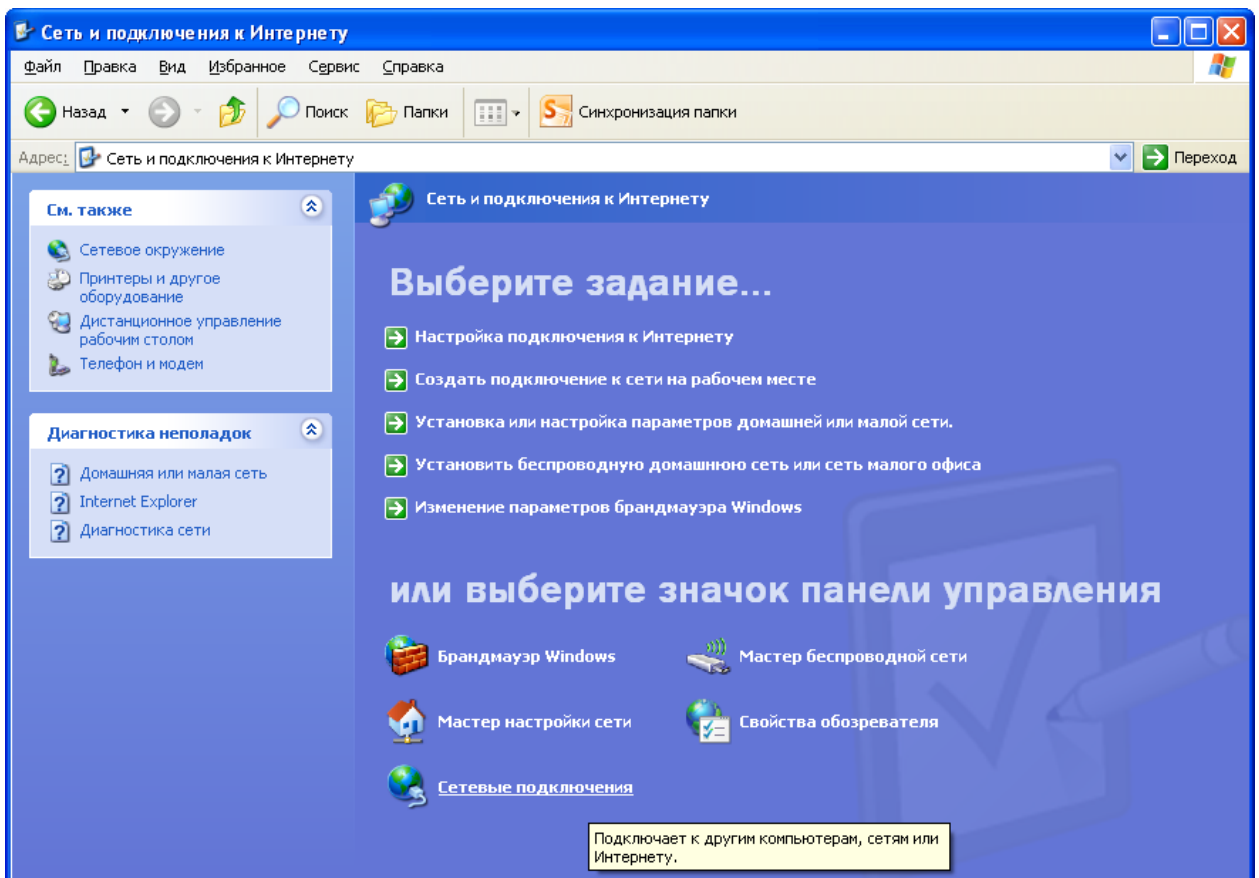 Сеть и подключения к Интернету
Файл Правка Вид Избранное Сервис Справка
Назад Поиск Папки Синхронизация папки
Адрес: Сеть и подключения к Интернету Переход
См. также
Сетевое окружение
Принтеры и другое
оборудование
Дистанционное управление
рабочим столом
Телефон и модем
Диагностика неполадок
Домашняя или малая сеть
Internet Explorer
Диагностика сети
Сеть и подключения к Интернету
Выберите задание...
Настройка подключения к Интернету
Создать подключение к сети на рабочем месте
Установка или настройка параметров домашней или малой сети.
Установить беспроводную домашнюю сеть или сеть малого офиса
Изменение параметров брандмауэра Windows
или выберите значок панели управления
Брандмауэр Windows Мастер беспроводной сети
Мастер настройки сети Свойства обозревателя
Сетевые подключения
Подключает к другим компьютерам, сетям или
Интернету.